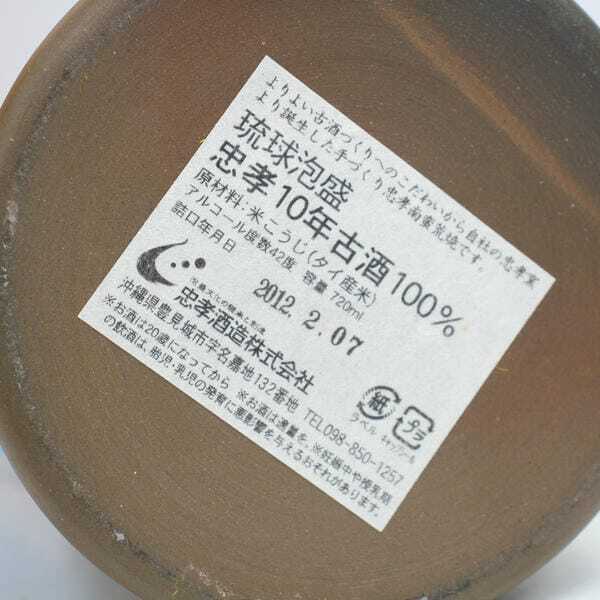 よりよい古酒づくりへのこだわいから自社の忠孝窯
より誕生した手づくり忠孝南蛮荒焼です。
琉球泡盛
忠孝10年古酒100%
原材料・米こうじ(タイ産米)
アルコール度数42度 容量 720ml
詰口年月日
2012. 2. 07
忠孝酒造株式会社
沖縄県豊見城市字名嘉地132番地 TEL098-850-1257
※お酒は20歳になってから ※お酒は適量を。※妊娠中や授乳期
の飲酒は、胎児・乳児の発育に悪影響を与えるおそれがあります。
紙
ラベル
プラ
キャップシール